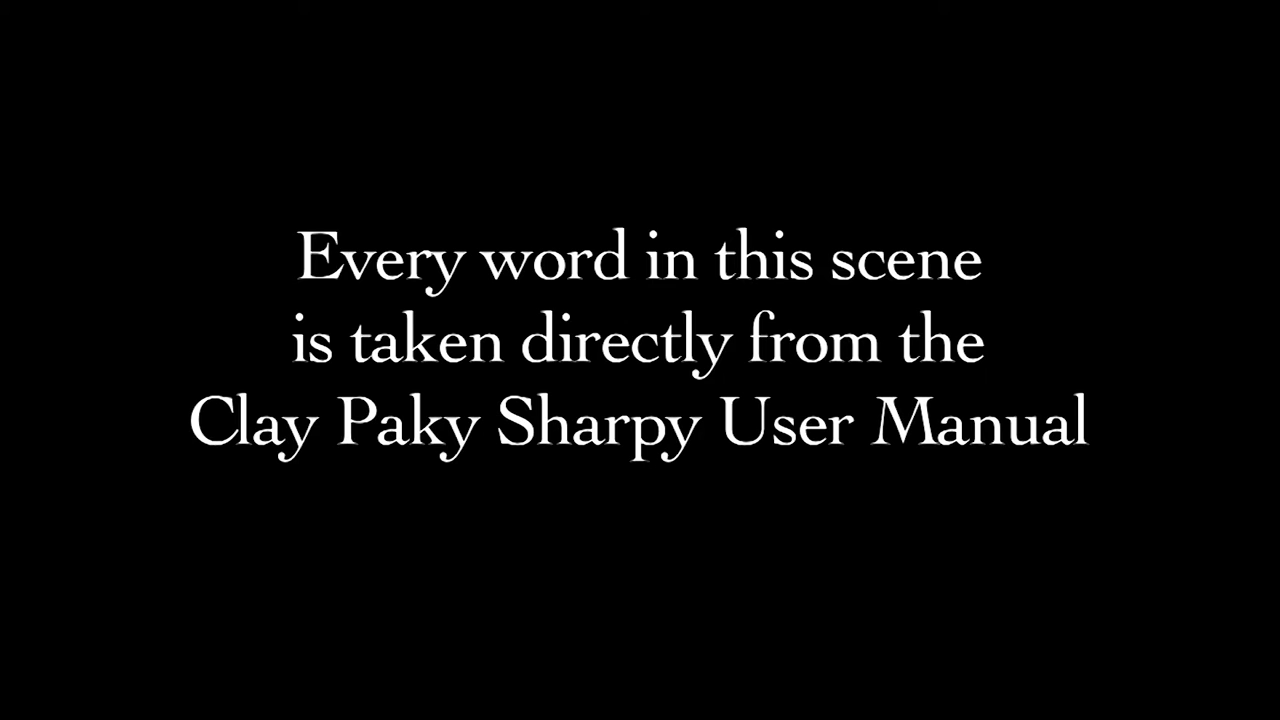 Every word in this scene
is taken directly from the
Clay Paky Sharpy User Manual